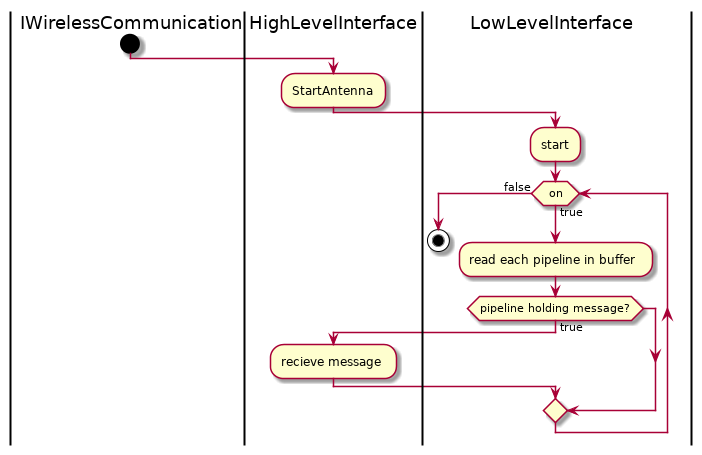 IWirelessCommunication
HighLevelInterface
LowLevelInterface
StartAntenna
start
false
on
true
read each pipeline in buffer
pipeline holding message?
true
recieve message